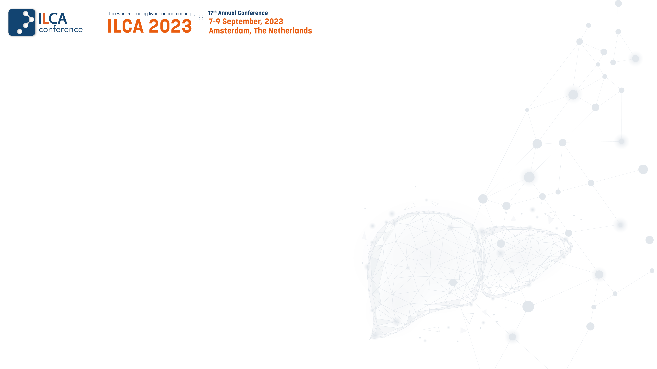 ILCA
conference
ILCA 2023
17th Annual Conference
7-9 September, 2023
Amsterdam, The Netherlands